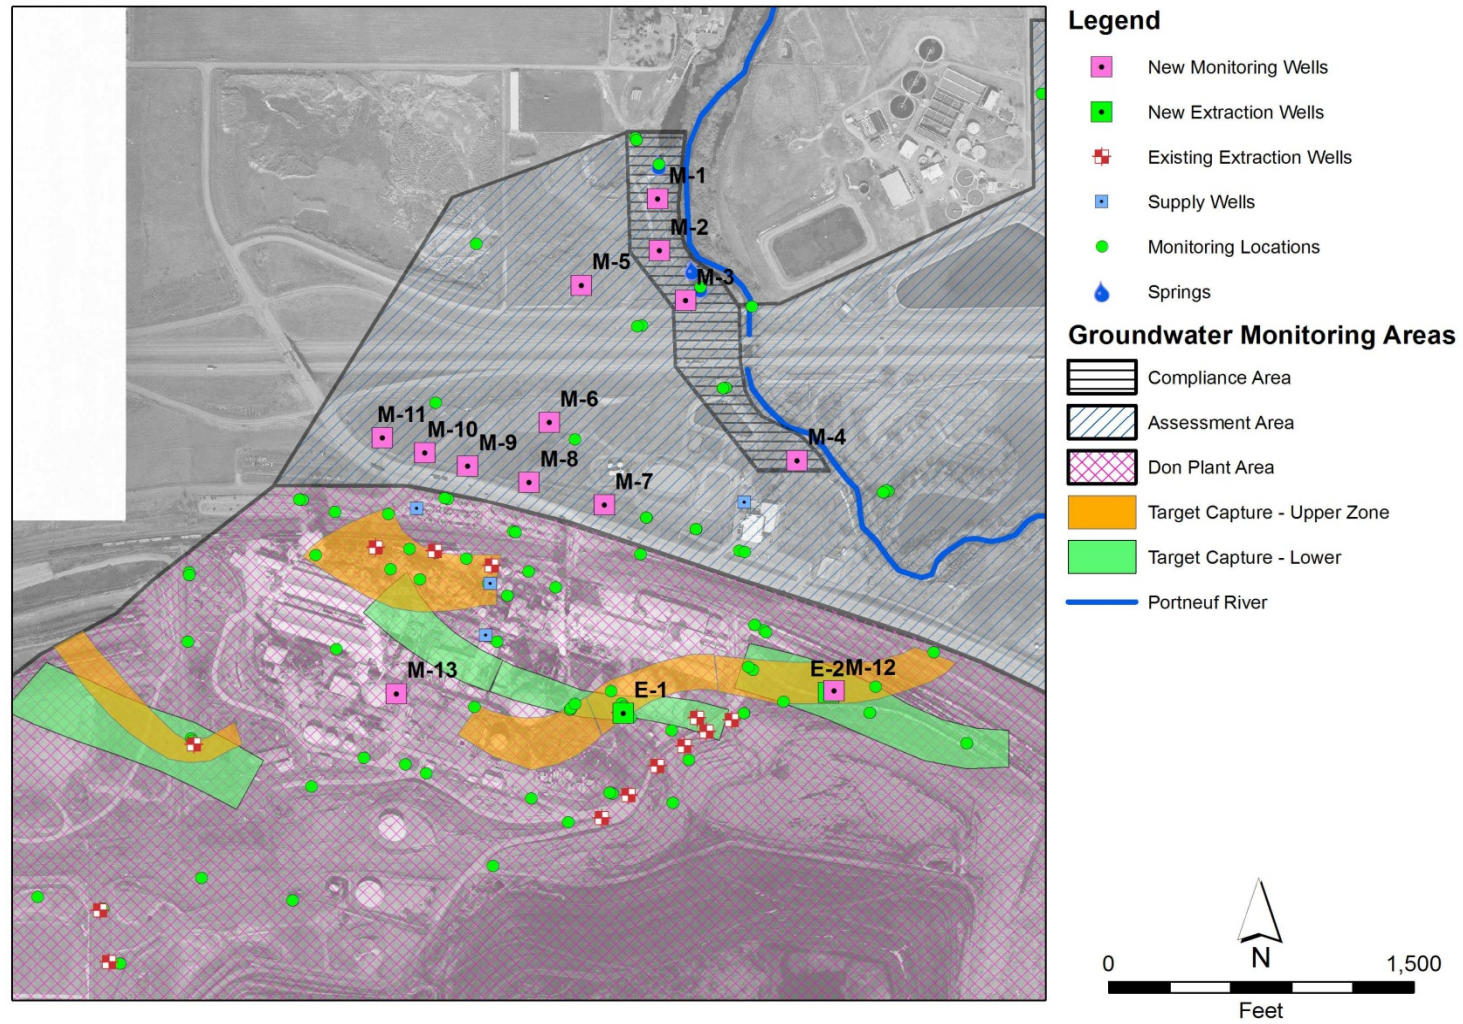 Legend
New Monitoring Wells
New Extraction Wells
Existing Extraction Wells
Supply Wells
Monitoring Locations
Springs
Groundwater Monitoring Areas
Compliance Area
Assessment Area
Don Plant Area
Target Capture - Upper Zone
Target Capture - Lower
Portneuf River
M-1
M-2
M-5
M-3
M-6
M-11
M-10
M-9
M-4
M-8
M-7
M-13
E-2
M-12
E-1
N
0
1,500
Feet